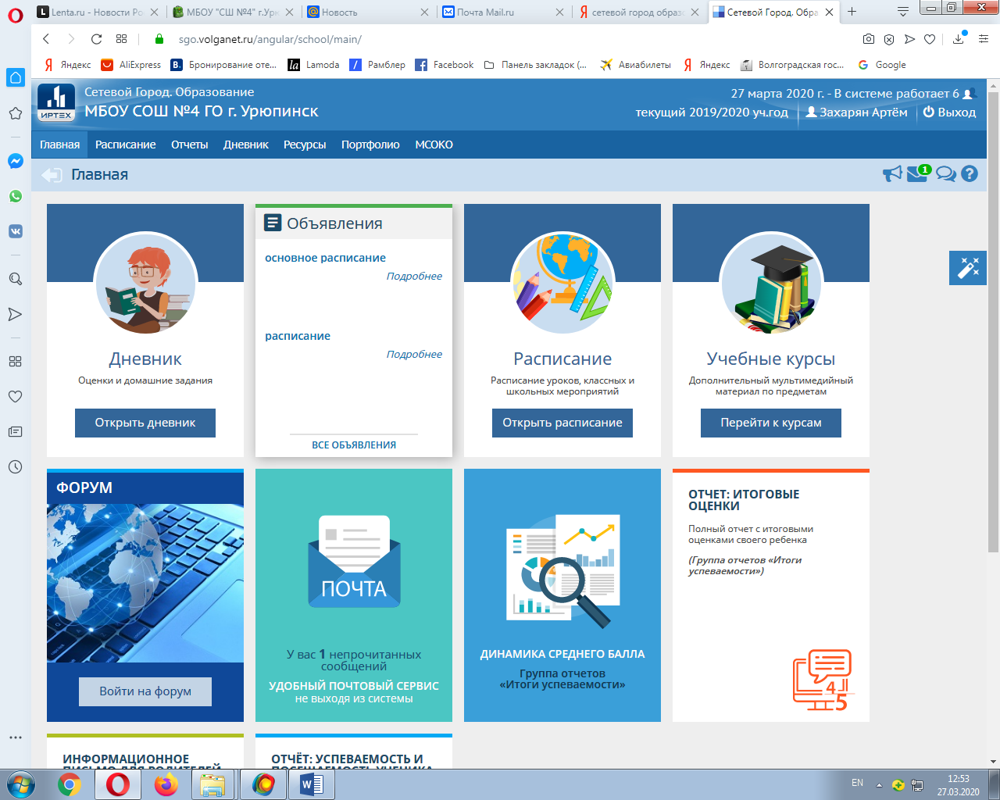 Lenta.ru - Новости Ро
МБОУ "СШ №4" г.Урю
Новость
Почта Mail.ru
сетевой город образо
Сетевой Город. Обра
sgo.volganet.ru/angular/school/main/
Яндекс
AliExpress
Бронирование оте...
Lamoda
Рамблер
Facebook
Панель закладок (...
Авиабилеты
Яндекс
Волгоградская гос...
Google
ИРТЕХ
Сетевой Город. Образование
МБОУ СОШ №4 ГО г. Урюпинск
27 марта 2020 г. - В системе работает 6
текущий 2019/2020 уч.год
Захарян Артём
Выход
Главная
Расписание
Отчеты
Дневник
Ресурсы
Портфолио
МСОКО
Главная
1
Дневник
Оценки и домашние задания
Открыть дневник
Объявления
основное расписание
Подробнее
расписание
Подробнее
ВСЕ ОБЪЯВЛЕНИЯ
Расписание
Расписание уроков, классных и
школьных мероприятий
Открыть расписание
Учебные курсы
Дополнительный мультимедийный
материал по предметам
Перейти к курсам
ФОРУМ
Войти на форум
ПОЧТА
У вас 1 непрочитанных
сообщений
УДОБНЫЙ ПОЧТОВЫЙ СЕРВИС
не выходя из системы
ДИНАМИКА СРЕДНЕГО БАЛЛА
Группа отчетов
«Итоги успеваемости»
ОТЧЕТ: ИТОГОВЫЕ
ОЦЕНКИ
Полный отчет с итоговыми
оценками своего ребенка
(Группа отчетов «Итоги
успеваемости»)
4
5
ИНФОРМАЦИОННОЕ
ПИСЬМО ДЛЯ РОДИТЕЛЕЙ
ОТЧЁТ: УСПЕВАЕМОСТЬ И
ПОСЕЩАЕМОСТЬ УЧЕНИКА
EN
12:53
27.03.2020